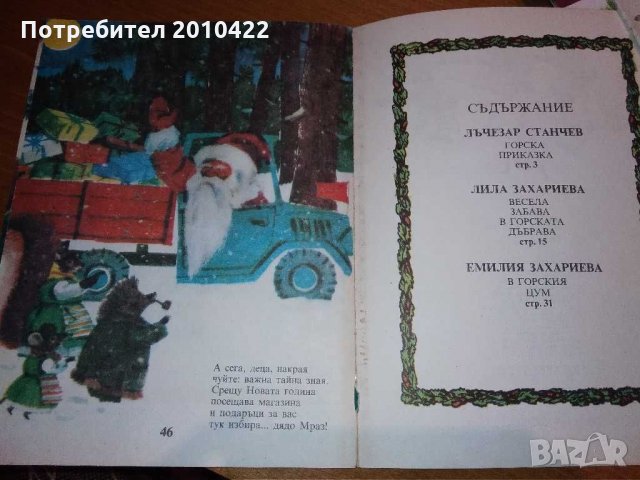 Потребител 2010422
А сега, деца, накрая
чуйте: важна тайна зная.
Срещу Новата година
посещава магазина
и подаръци за вас
тук избира... дядо Мраз!
46
СЪДЪРЖАНИЕ
ЛЪЧЕЗАР СТАНЧЕВ
ГОРСКА
ПРИКАЗКА
стр. 3
ЛИЛА ЗАХАРИЕВА
ВЕСЕЛА
ЗАБАВА
В ГОРСКАТА
ДЪБРАВА
стр. 15
ЕМИЛИЯ ЗАХАРИЕВА
В ГОРСКИЯ
ЦУМ
стр. 31
BAZAR